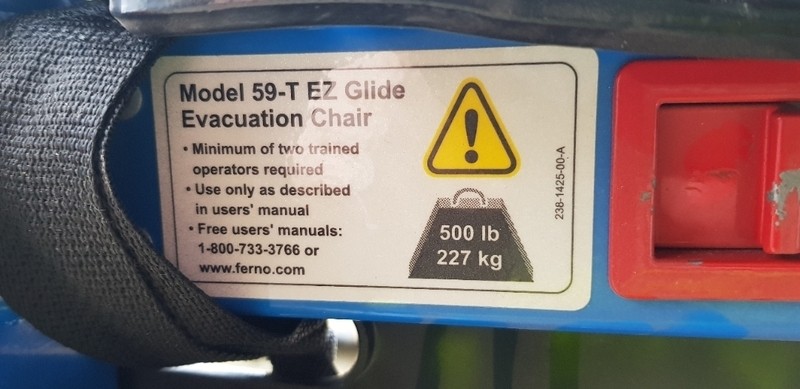 Model 59-T EZ Glide
Evacuation Chair
• Minimum of two trained
operators required
• Use only as described
in users' manual
• Free users' manuals:
1-800-733-3766 or
www.ferno.com
!
500 lb
227 kg
238-1425-00-A